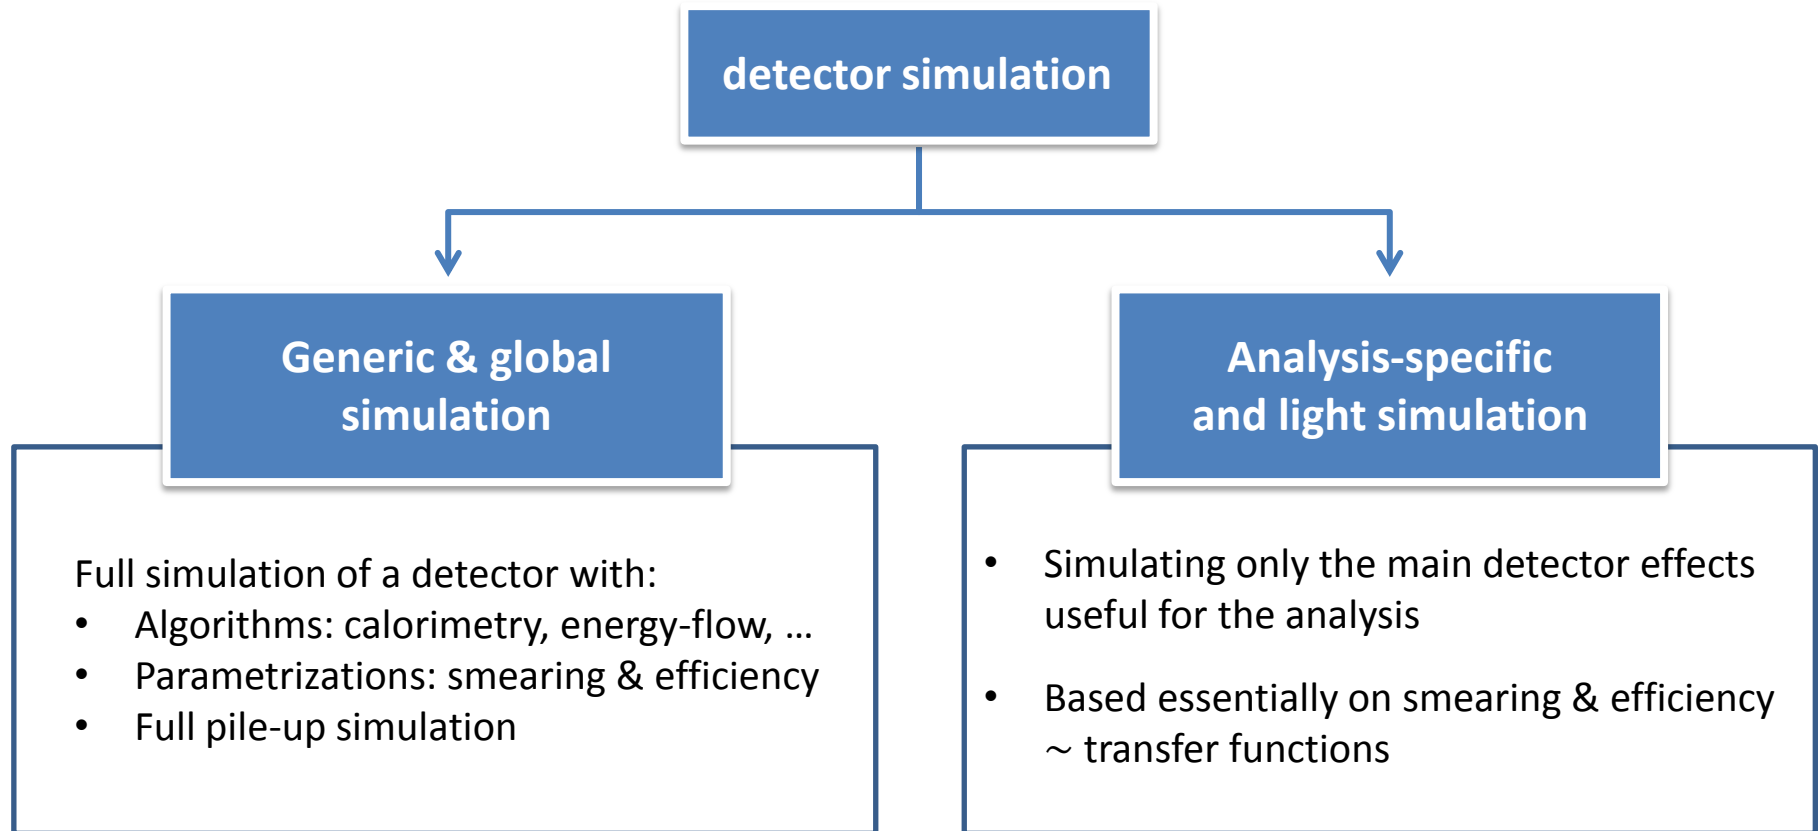 detector simulation
Generic & global
simulation
Full simulation of a detector with:
• Algorithms: calorimetry, energy-flow, ...
• Parametrizations: smearing & efficiency
• Full pile-up simulation
Analysis-specific
and light simulation
• Simulating only the main detector effects
useful for the analysis
• Based essentially on smearing & efficiency
~ transfer functions